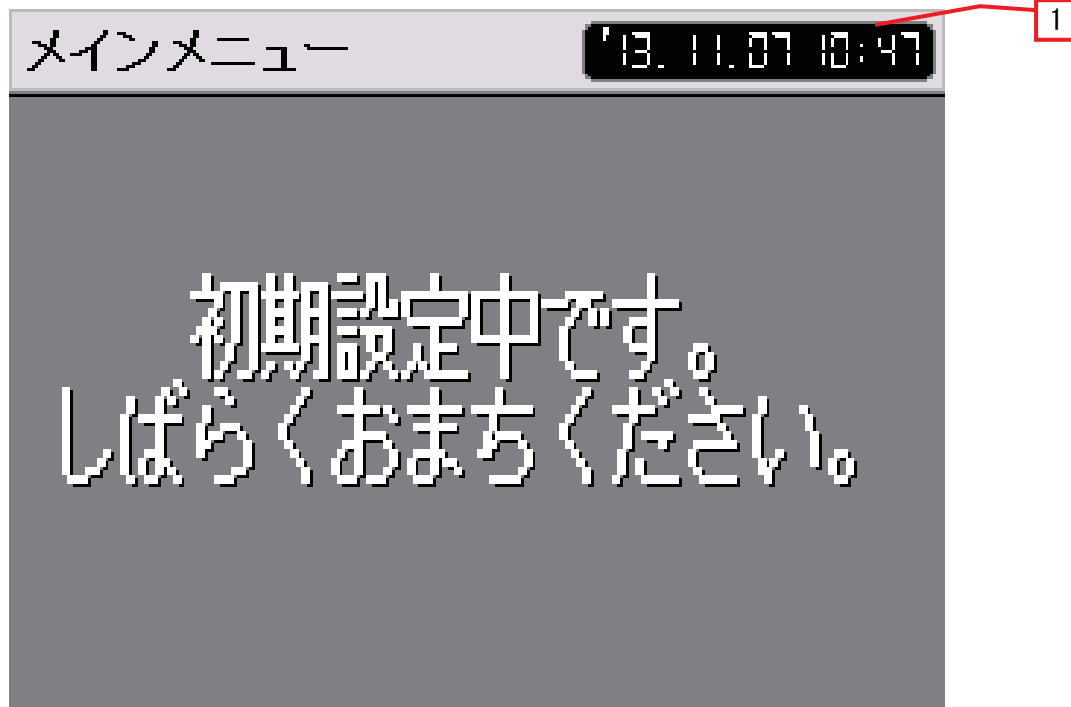 メインメニュー
'13. 11. 07 10:47
1
初期設定中です。
しばらくおまちください。